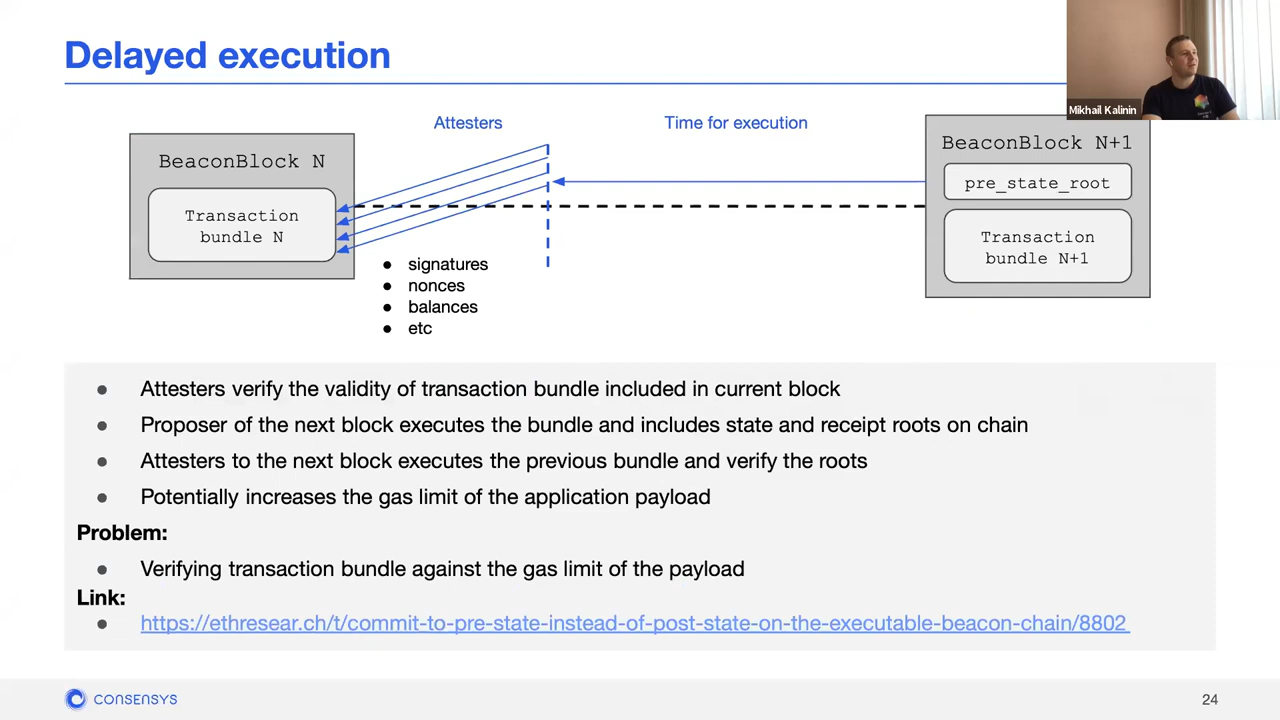 Delayed execution
Mikhail Kalinin
Attesters
Time for execution
BeaconBlock N
Transaction
bundle N
BeaconBlock N+1
pre_state_root
Transaction
bundle N+1
● signatures
● nonces
● balances
● etc
● Attesters verify the validity of transaction bundle included in current block
● Proposer of the next block executes the bundle and includes state and receipt roots on chain
● Attesters to the next block executes the previous bundle and verify the roots
● Potentially increases the gas limit of the application payload
Problem:
● Verifying transaction bundle against the gas limit of the payload
Link:
● https://ethresear.ch/t/commit-to-pre-state-instead-of-post-state-on-the-executable-beacon-chain/8802
CONSENSYS
24